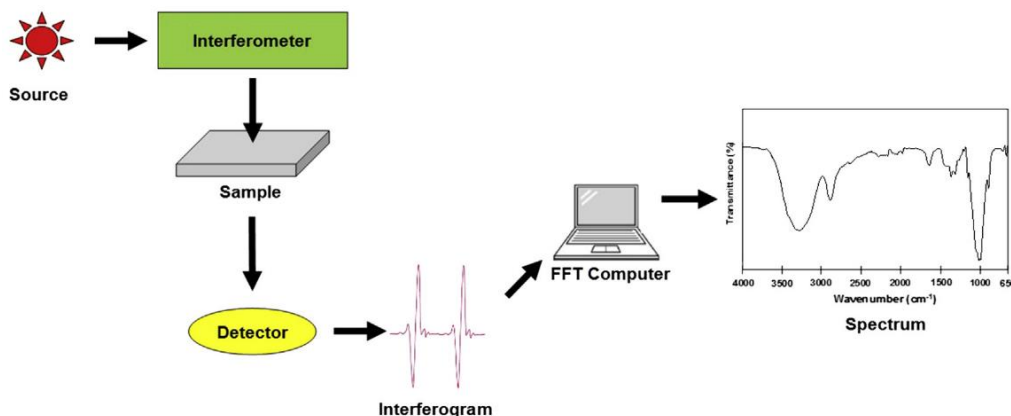 Source
Interferometer
Sample
Detector
Interferogram
FFT Computer
Transmittance (%)
4000 3500 3000 2500 2000 1500 1000 650
Wavenumber (cm-1)
Spectrum